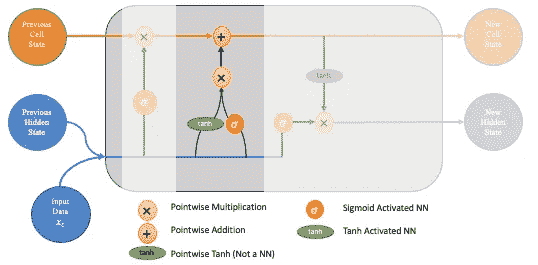 Previous
Cell
State
New
Cell
State
×
+
tanh
×
σ
tanh
σ
σ
×
Previous
Hidden
State
New
Hidden
State
Input
Data
xₜ
× Pointwise Multiplication
σ Sigmoid Activated NN
+ Pointwise Addition
tanh Tanh Activated NN
tanh Pointwise Tanh (Not a NN)